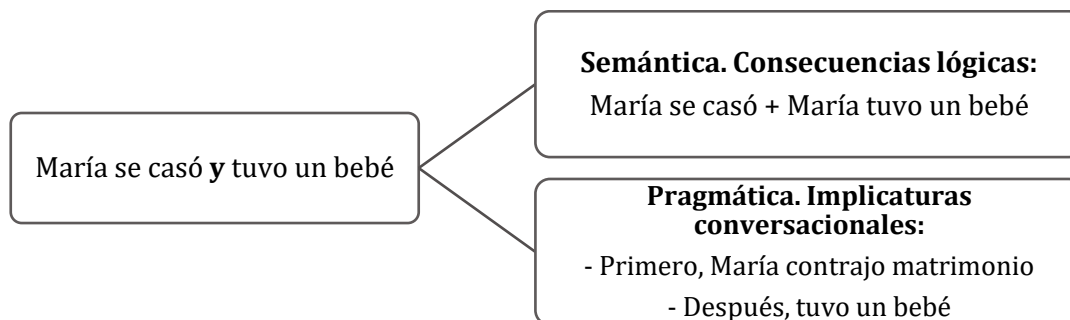 María se casó y tuvo un bebé
Semántica. Consecuencias lógicas:
María se casó + María tuvo un bebé
Pragmática. Implicaturas
conversacionales:
- Primero, María contrajo matrimonio
- Después, tuvo un bebé